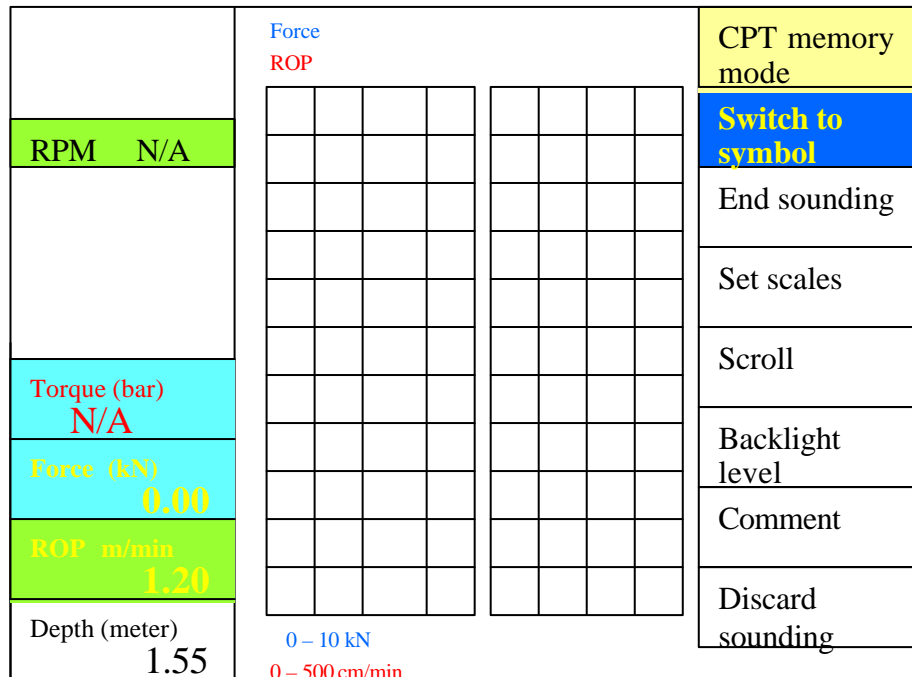 Force
ROP
RPM N/A
Torque (bar)
N/A
Force (kN)
0.00
ROP m/min
1.20
Depth (meter)
1.55
0 – 10 kN
0 – 500 cm/min
CPT memory
mode
Switch to
symbol
End sounding
Set scales
Scroll
Backlight
level
Comment
Discard
sounding